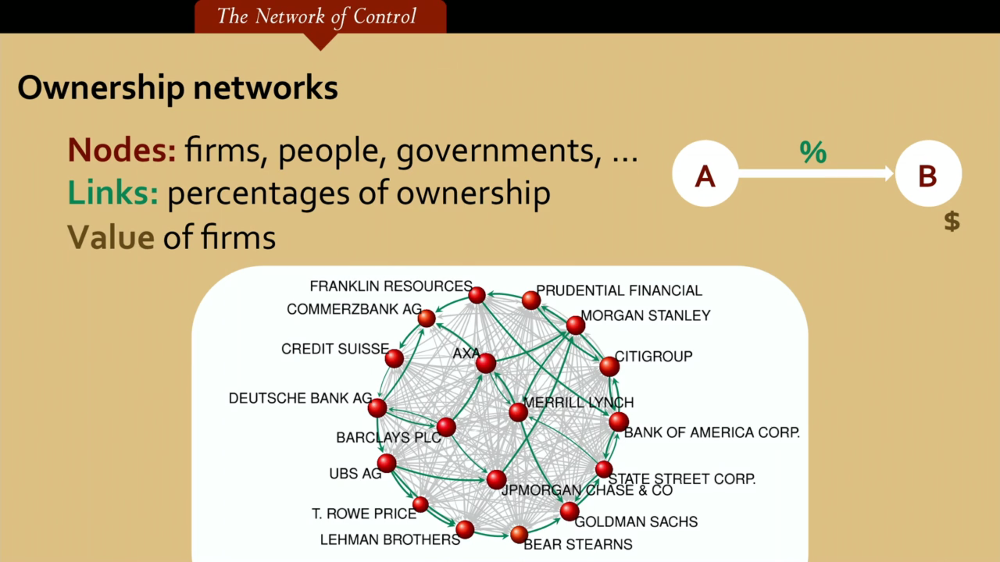 The Network of Control
Ownership networks
Nodes: firms, people, governments, ...
Links: percentages of ownership
Value of firms
A
%
B
$
FRANKLIN RESOURCES
PRUDENTIAL FINANCIAL
COMMERZBANK AG
MORGAN STANLEY
CREDIT SUISSE
AXA
CITIGROUP
DEUTSCHE BANK AG
MERRILL LYNCH
BARCLAYS PLC
BANK OF AMERICA CORP.
UBS AG
STATE STREET CORP.
JPMORGAN CHASE & CO
T. ROWE PRICE
GOLDMAN SACHS
LEHMAN BROTHERS
BEAR STEARNS